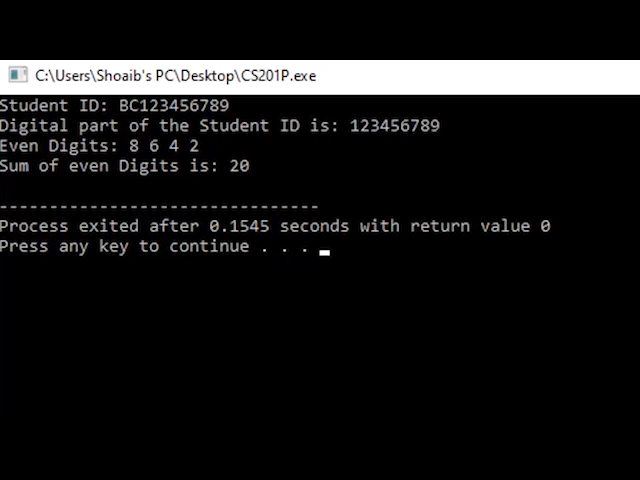 C:\Users\Shoaib's PC\Desktop\CS201P.exe
Student ID: BC123456789
Digital part of the Student ID is: 123456789
Even Digits: 8 6 4 2
Sum of even Digits is: 20
--------------------------------
Process exited after 0.1545 seconds with return value 0
Press any key to continue . . .